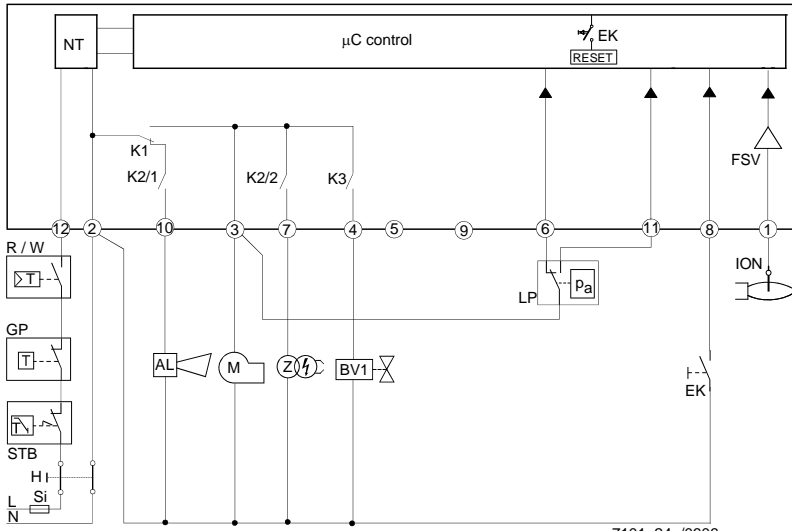 NT
µC control
EK
RESET
FSV
K1
K2/1
K2/2
K3
12 2 10 3 7 4 5 9 6 11 8 1
R / W
T
ION
LP
pa
GP
T
AL
M
Z
BV1
EK
T
STB
H
L
Si
N